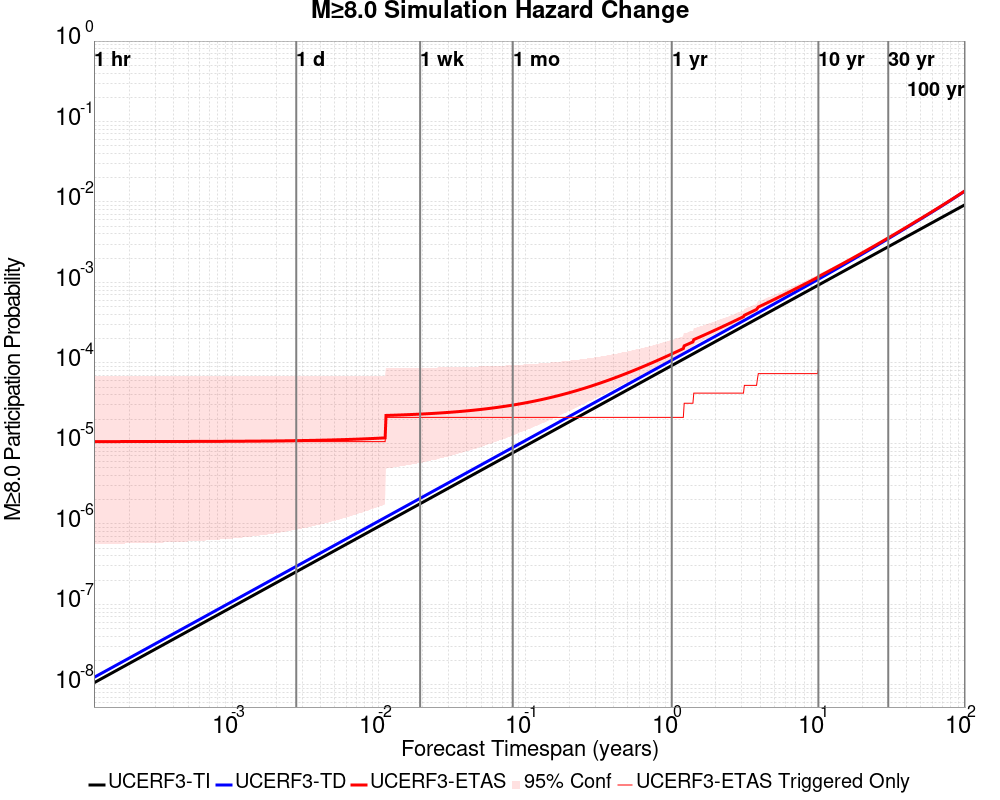 M≥8.0 Simulation Hazard Change
1 hr 1 d 1 wk 1 mo 1 yr 10 yr 30 yr
100 yr
10^0
10^-1
10^-2
10^-3
10^-4
10^-5
10^-6
10^-7
10^-8
M≥8.0 Participation Probability
10^-3 10^-2 10^-1 10^0 10^1 10^2
Forecast Timespan (years)
UCERF3-TI UCERF3-TD UCERF3-ETAS 95% Conf UCERF3-ETAS Triggered Only